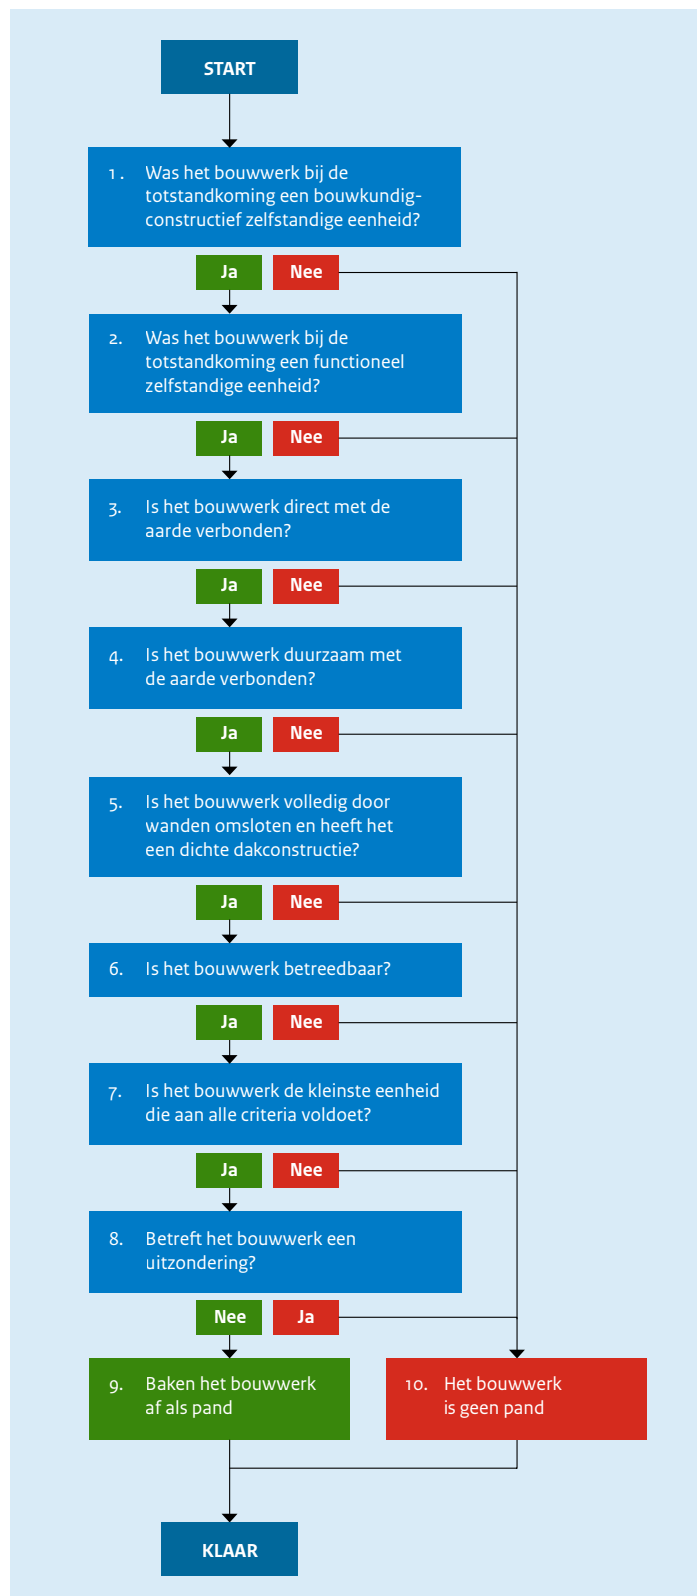 START
1. Was het bouwwerk bij de
totstandkoming een bouwkundig-
constructief zelfstandige eenheid?
Ja Nee
2. Was het bouwwerk bij de
totstandkoming een functioneel
zelfstandige eenheid?
Ja Nee
3. Is het bouwwerk direct met de
aarde verbonden?
Ja Nee
4. Is het bouwwerk duurzaam met
de aarde verbonden?
Ja Nee
5. Is het bouwwerk volledig door
wanden omsloten en heeft het
een dichte dakconstructie?
Ja Nee
6. Is het bouwwerk betreedbaar?
Ja Nee
7. Is het bouwwerk de kleinste eenheid
die aan alle criteria voldoet?
Ja Nee
8. Betreft het bouwwerk een
uitzondering?
Nee Ja
9. Baken het bouwwerk
af als pand
10. Het bouwwerk
is geen pand
KLAAR